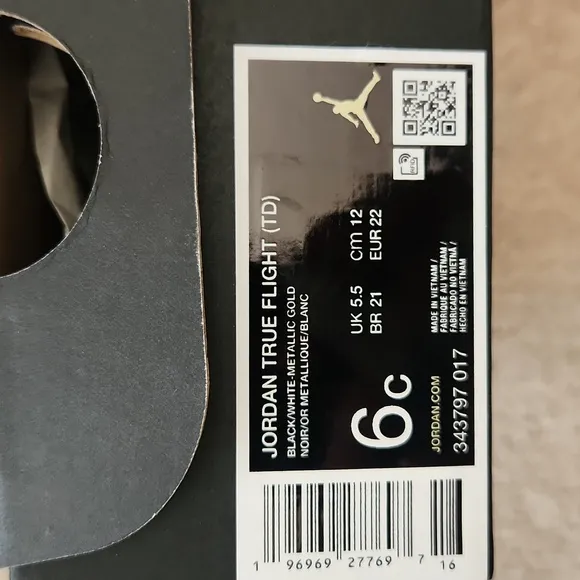 JORDAN TRUE FLIGHT (TD)
BLACK/WHITE-METALLIC GOLD
NOIR/OR METALLIQUE/BLANC
UK 5.5 cm 12
BR 21 EUR 22
6C
MADE IN VIETNAM /
FABRIQUE AU VIETNAM /
FABRICADO NO VIETNÃ /
HECHO EN VIETNAM
JORDAN.COM
343797 017
RFID
1 96969 27769 7 16